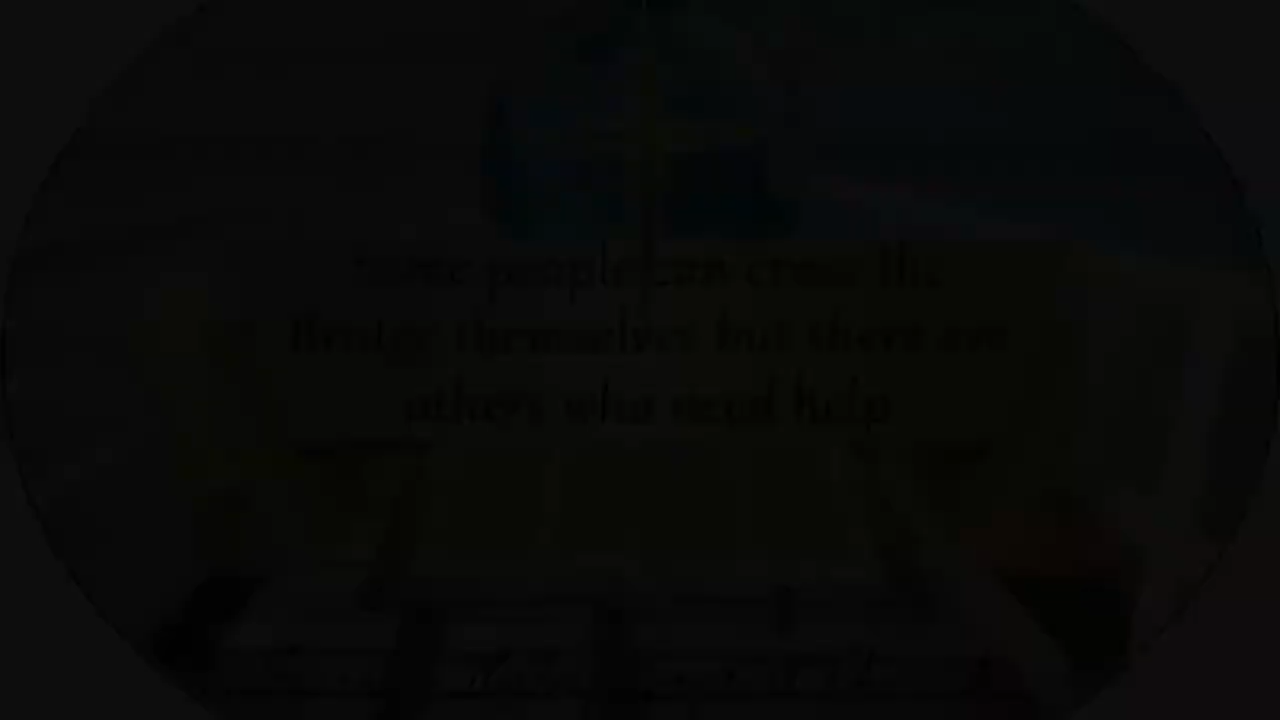 Some people can cross the
Bridge themselves but there are
others who need help